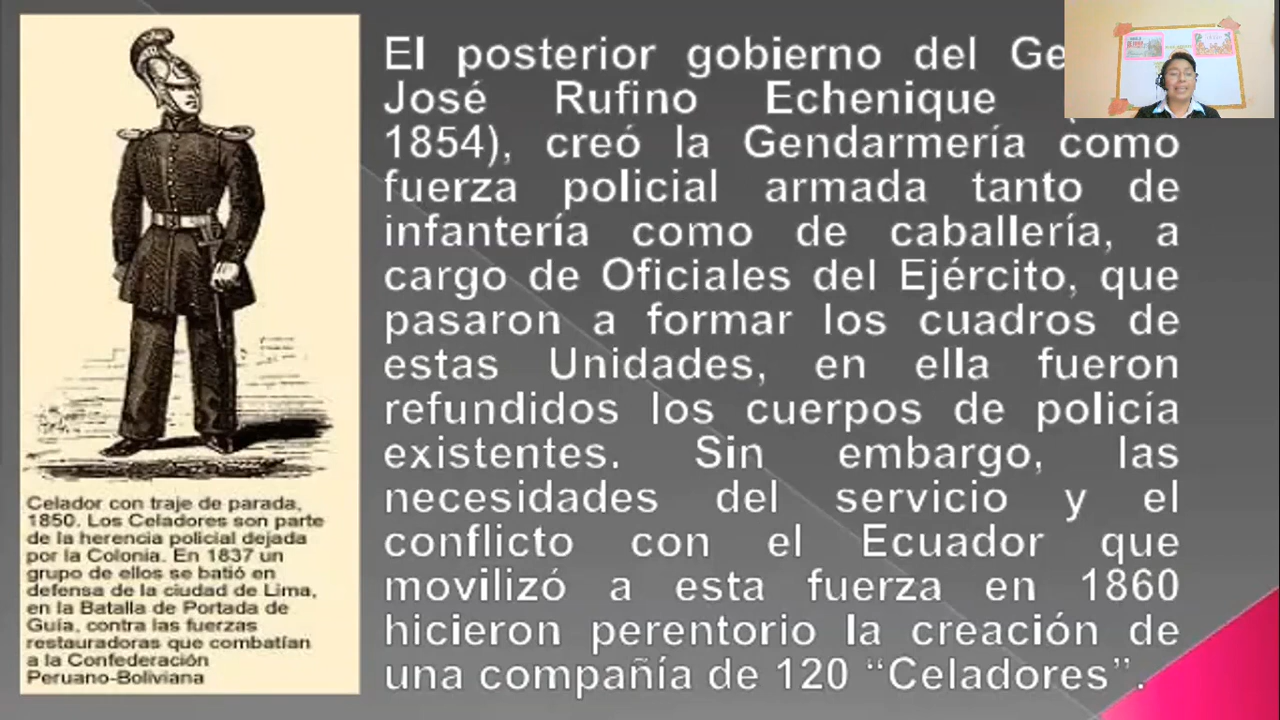 El posterior gobierno del
José Rufino Echenique
1854), creó la Gendarmería como
fuerza policial armada tanto de
infantería como de caballería, a
cargo de Oficiales del Ejército, que
pasaron a formar los cuadros de
estas Unidades, en ella fueron
refundidos los cuerpos de policía
existentes. Sin embargo, las
necesidades del servicio y el
conflicto con el Ecuador que
movilizó a esta fuerza en 1860
hicieron perentorio la creación de
una compañía de 120 “Celadores”.
Celador con traje de parada,
1850. Los Celadores son parte
de la herencia policial dejada
por la Colonia. En 1837 un
grupo de ellos se batió en
defensa de la ciudad de Lima,
en la Batalla de Portada de
Guía, contra las fuerzas
restauradoras que combatían
a la Confederación
Peruano-Boliviana